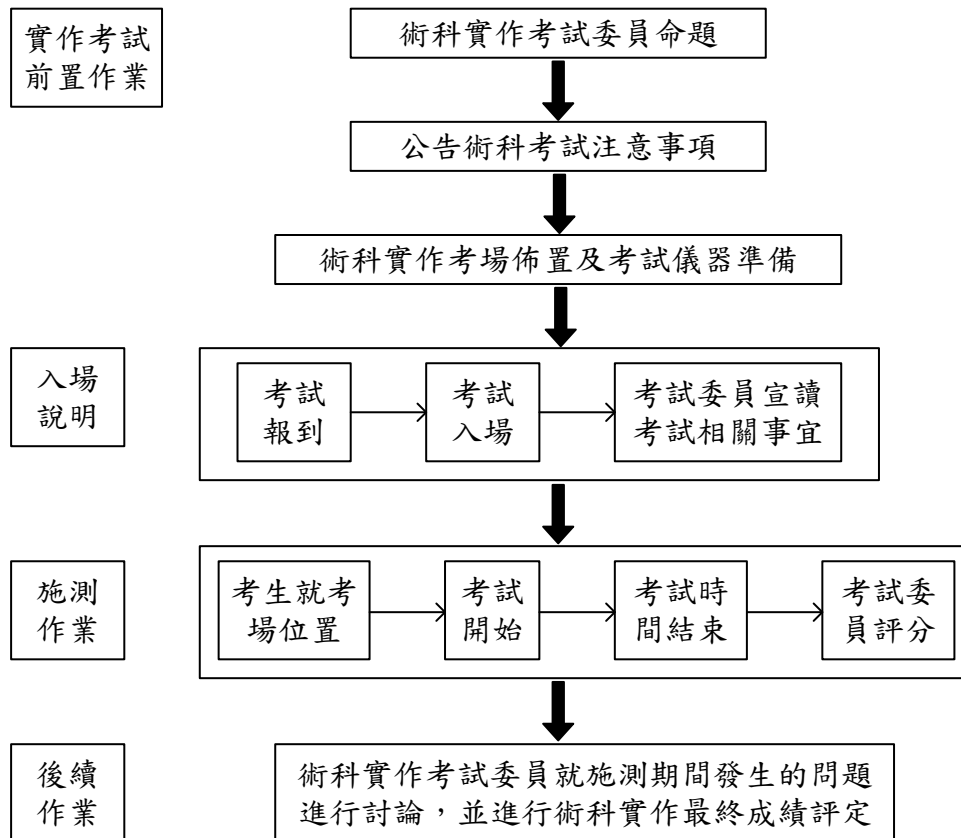 實作考試
前置作業
術科實作考試委員命題
公告術科考試注意事項
術科實作考場佈置及考試儀器準備
入場
說明
考試
報到
考試
入場
考試委員宣讀
考試相關事宜
施測
作業
考生就考
場位置
考試
開始
考試時
間結束
考試委
員評分
後續
作業
術科實作考試委員就施測期間發生的問題
進行討論，並進行術科實作最終成績評定